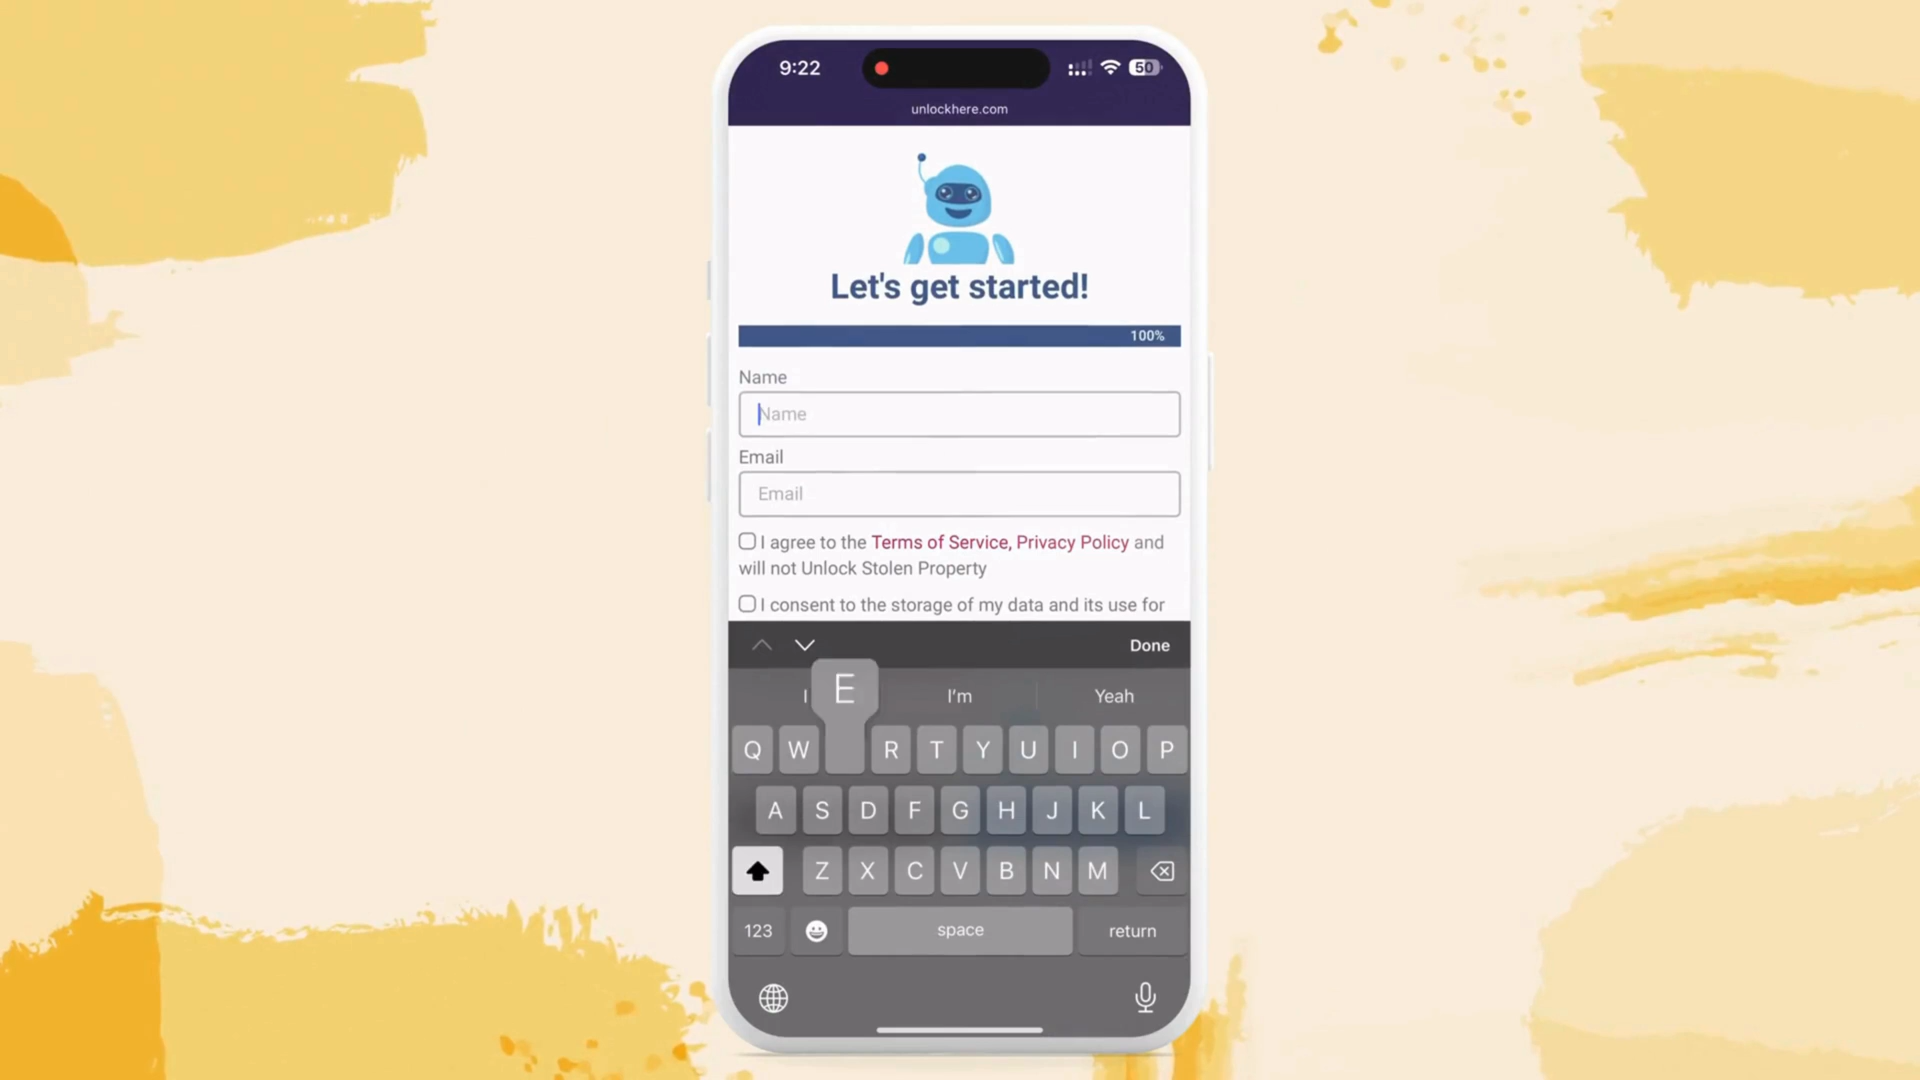 9:22
50
unlockhere.com
Let's get started!
100%
Name
Name
Email
Email
I agree to the Terms of Service, Privacy Policy and
will not Unlock Stolen Property
I consent to the storage of my data and its use for
Done
I
E
I'm
Yeah
Q W R T Y U I O P
A S D F G H J K L
Z X C V B N M
123
space
return